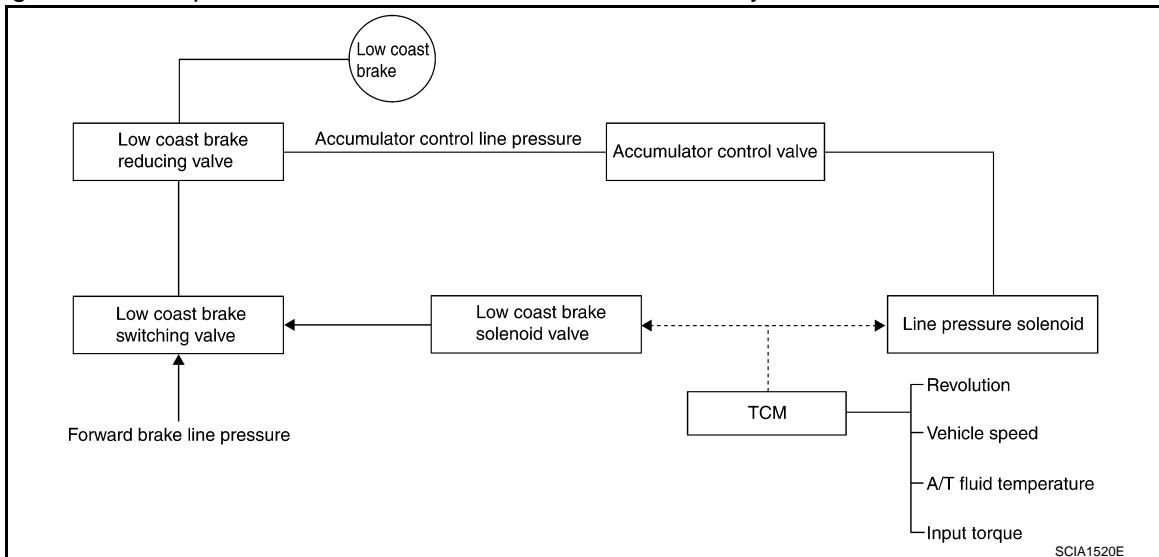 Low coast
brake
Low coast brake
reducing valve
Accumulator control line pressure
Accumulator control valve
Low coast brake
switching valve
Low coast brake
solenoid valve
Line pressure solenoid
Forward brake line pressure
TCM
Revolution
Vehicle speed
A/T fluid temperature
Input torque
SCIA1520E